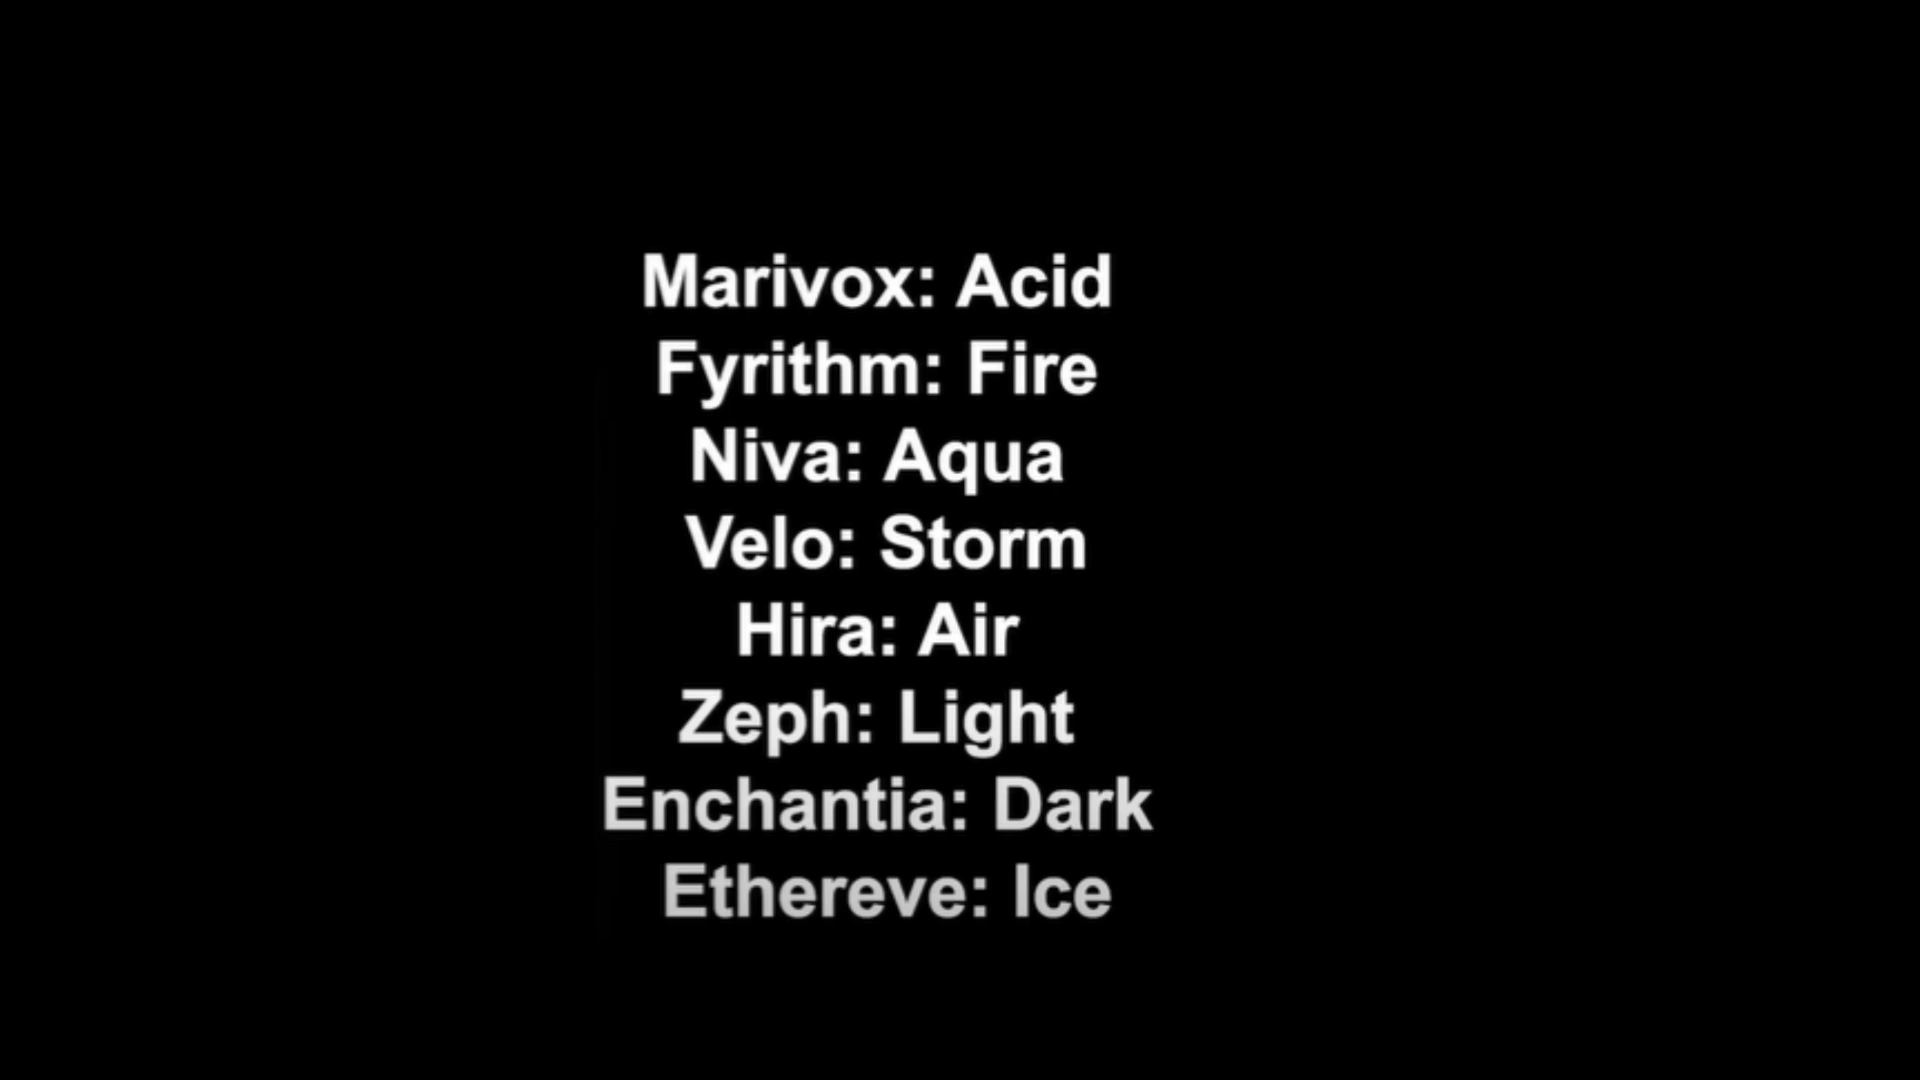 Marivox: Acid
Fyrithm: Fire
Niva: Aqua
Velo: Storm
Hira: Air
Zeph: Light
Enchantia: Dark
Ethereve: Ice